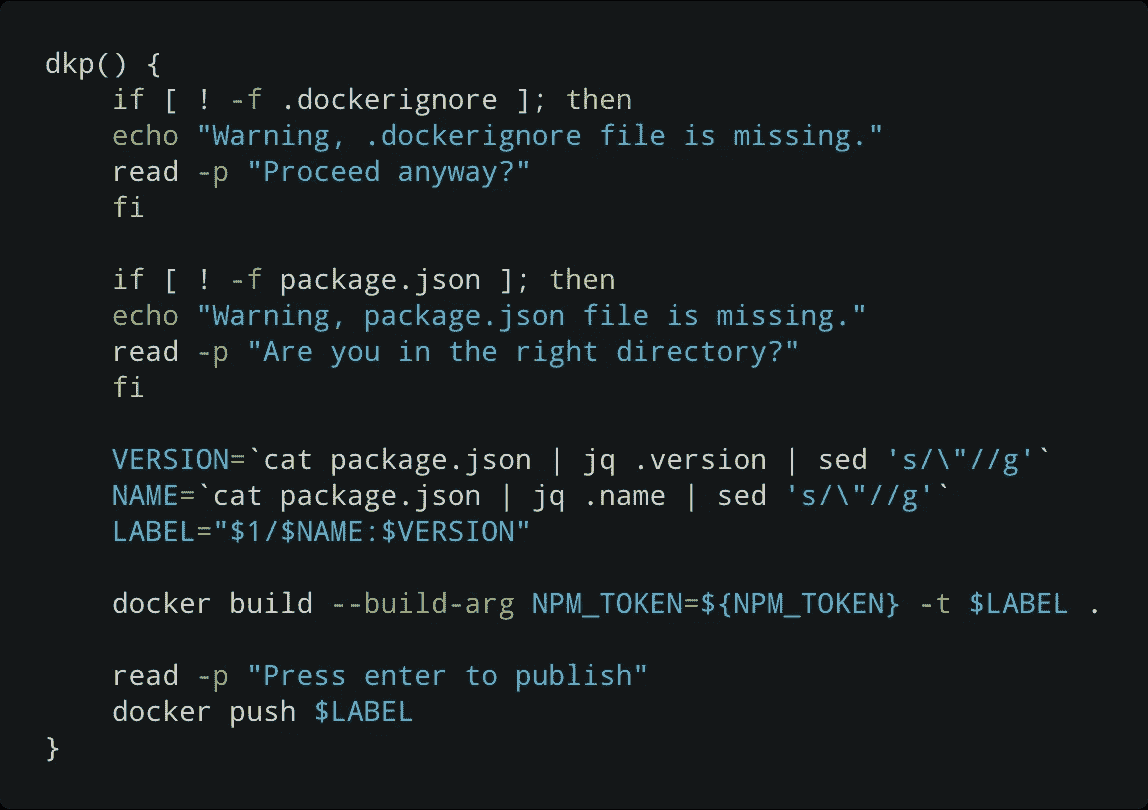 dkp() {
    if [ ! -f .dockerignore ]; then
    echo "Warning, .dockerignore file is missing."
    read -p "Proceed anyway?"
    fi

    if [ ! -f package.json ]; then
    echo "Warning, package.json file is missing."
    read -p "Are you in the right directory?"
    fi

    VERSION=`cat package.json | jq .version | sed 's/\"//g'`
    NAME=`cat package.json | jq .name | sed 's/\"//g'`
    LABEL="$1/$NAME:$VERSION"

    docker build --build-arg NPM_TOKEN=${NPM_TOKEN} -t $LABEL .

    read -p "Press enter to publish"
    docker push $LABEL
}